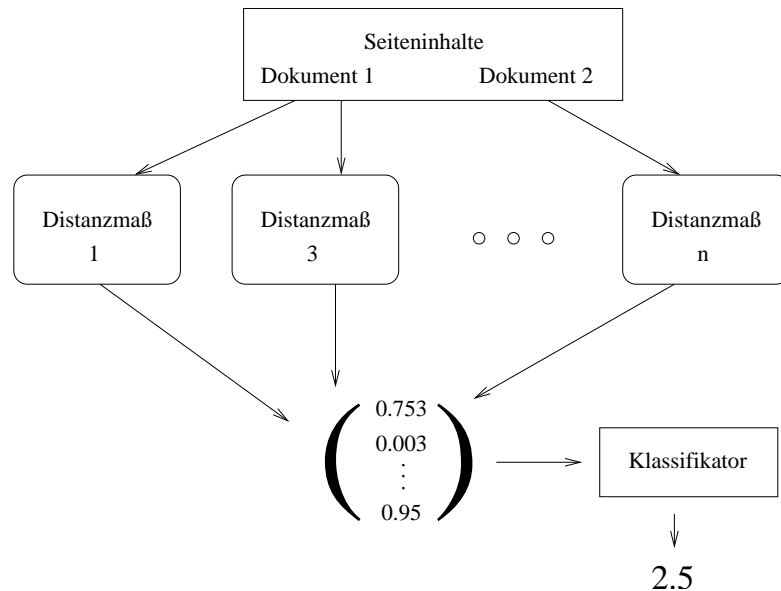 Seiteninhalte
Dokument 1 Dokument 2
Distanzmaß
1
Distanzmaß
3
Distanzmaß
n
0.753
0.003
0.95
Klassifikator
2.5